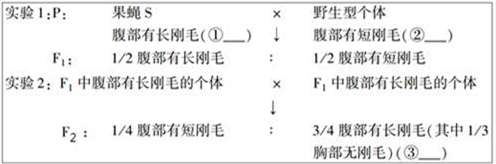 实验1:P: 果蝇S × 野生型个体
腹部有长刚毛(①___) ↓ 腹部有短刚毛(②___)
F₁: 1/2 腹部有长刚毛 : 1/2 腹部有短刚毛
实验2: F₁ 中腹部有长刚毛的个体 × F₁ 中腹部有长刚毛的个体
↓
F₂: 1/4 腹部有短刚毛 : 3/4 腹部有长刚毛(其中 1/3
胸部无刚毛)(③___)